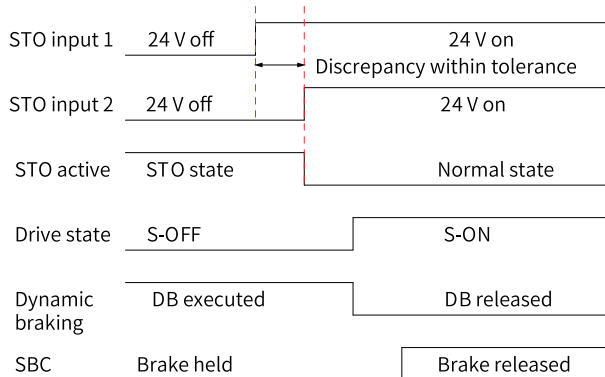 STO input 1 24 V off 24 V on
Discrepancy within tolerance
STO input 2 24 V off 24 V on
STO active STO state Normal state
Drive state S-OFF S-ON
Dynamic braking DB executed DB released
SBC Brake held Brake released